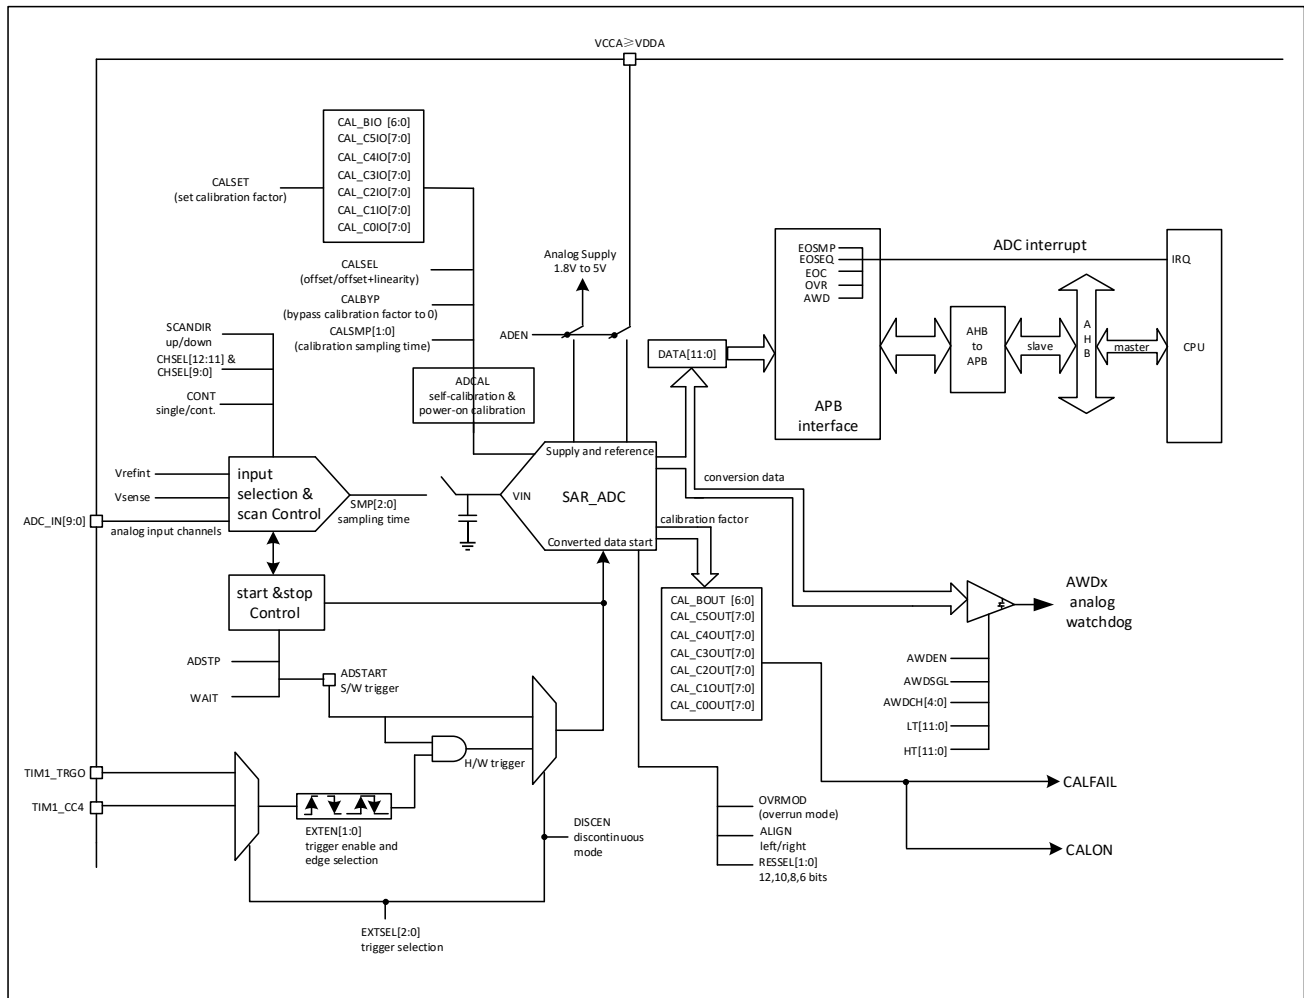 VCCA≥VDDA
CAL_BIO [6:0]
CAL_C5IO[7:0]
CAL_C4IO[7:0]
CAL_C3IO[7:0]
CAL_C2IO[7:0]
CAL_C1IO[7:0]
CAL_C0IO[7:0]
CALSET
(set calibration factor)
CALSEL
(offset/offset+linearity)
CALBYP
(bypass calibration factor to 0)
CALSMP[1:0]
(calibration sampling time)
Analog Supply
1.8V to 5V
ADEN
ADCAL
self-calibration &
power-on calibration
SCANDIR
up/down
CHSEL[12:11] &
CHSEL[9:0]
CONT
single/cont.
Vrefint
Vsense
ADC_IN[9:0]
analog input channels
input
selection &
scan Control
SMP[2:0]
sampling time
VIN
Supply and reference
SAR_ADC
Converted data start
DATA[11:0]
EOSMP
EOSEQ
EOC
OVR
AWD
APB
interface
ADC interrupt
AHB
to
APB
slave
A
H
B
master
IRQ
CPU
conversion data
calibration factor
CAL_BOUT [6:0]
CAL_C5OUT[7:0]
CAL_C4OUT[7:0]
CAL_C3OUT[7:0]
CAL_C2OUT[7:0]
CAL_C1OUT[7:0]
CAL_C0OUT[7:0]
AWDx
analog
watchdog
AWDEN
AWDSGL
AWDCH[4:0]
LT[11:0]
HT[11:0]
start &stop
Control
ADSTP
WAIT
ADSTART
S/W trigger
H/W trigger
TIM1_TRGO
TIM1_CC4
EXTEN[1:0]
trigger enable and
edge selection
DISCEN
discontinuous
mode
EXTSEL[2:0]
trigger selection
OVRMOD
(overrun mode)
ALIGN
left/right
RESSEL[1:0]
12,10,8,6 bits
CALFAIL
CALON